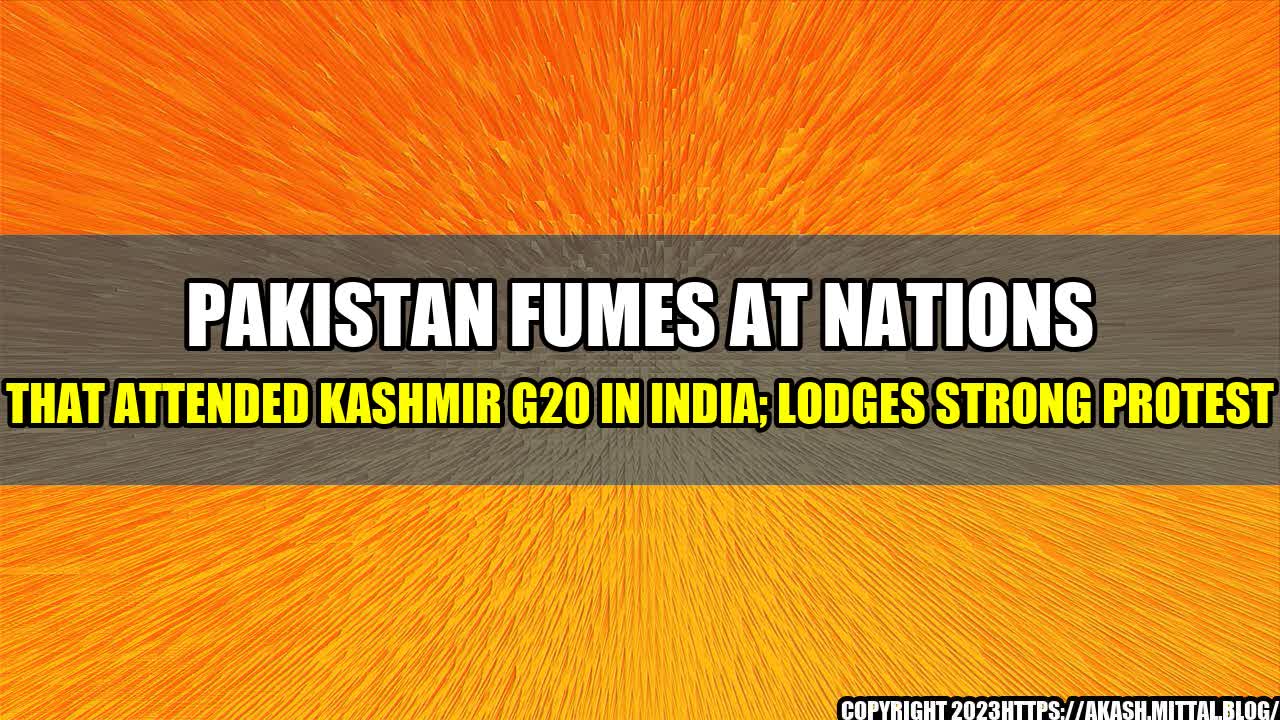 PAKISTAN FUMES AT NATIONS
THAT ATTENDED KASHMIR G20 IN INDIA; LODGES STRONG PROTEST
COPYRIGHT 2023HTTPS://AKASH.MITTAL.BLOG/